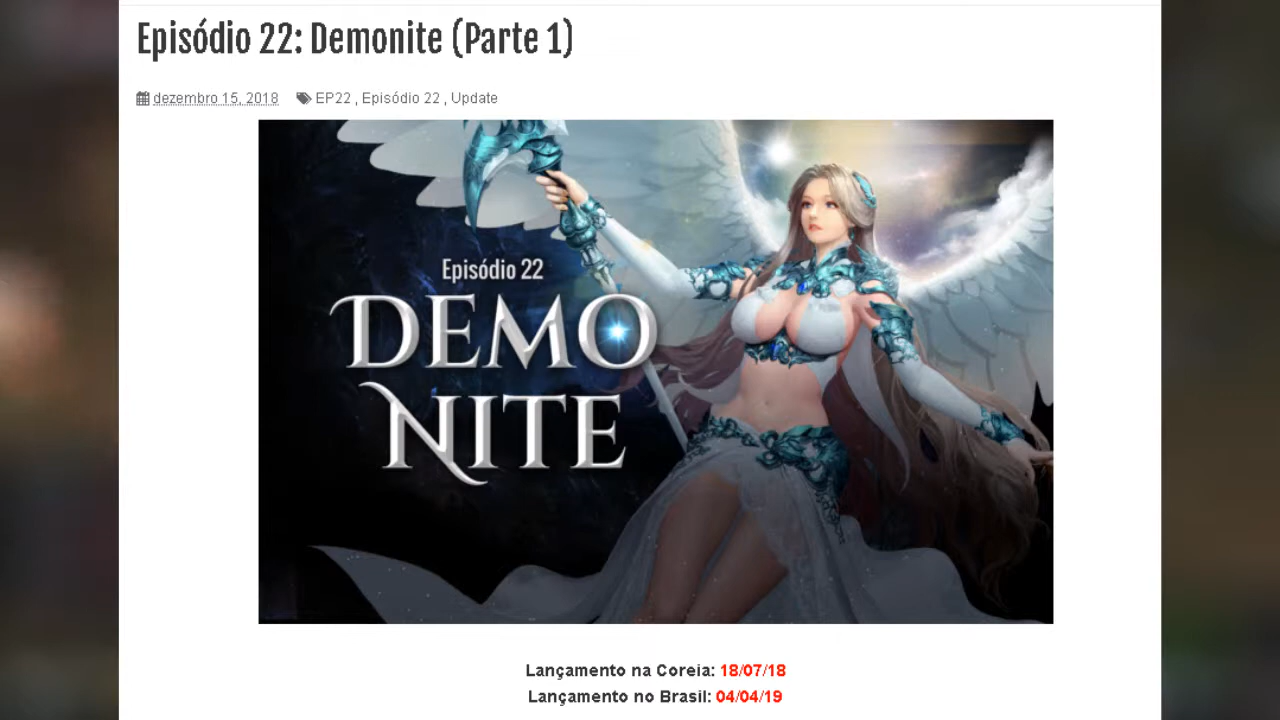 Episódio 22: Demonite (Parte 1)
dezembro 15, 2018 EP22 , Episódio 22 , Update
Episódio 22
DEMO
NITE
Lançamento na Coreia: 18/07/18
Lançamento no Brasil: 04/04/19